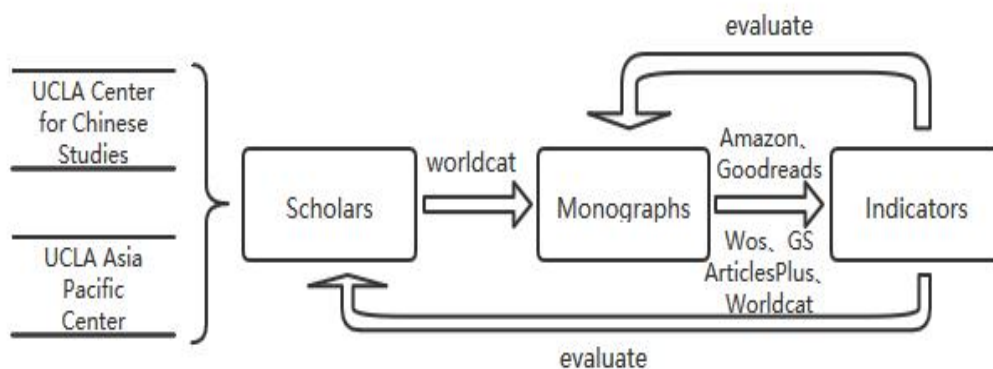 evaluate
UCLA Center
for Chinese
Studies
UCLA Asia
Pacific
Center
Scholars
worldcat
Monographs
Amazon、
Goodreads
Wos、GS
ArticlesPlus、
Worldcat
Indicators
evaluate